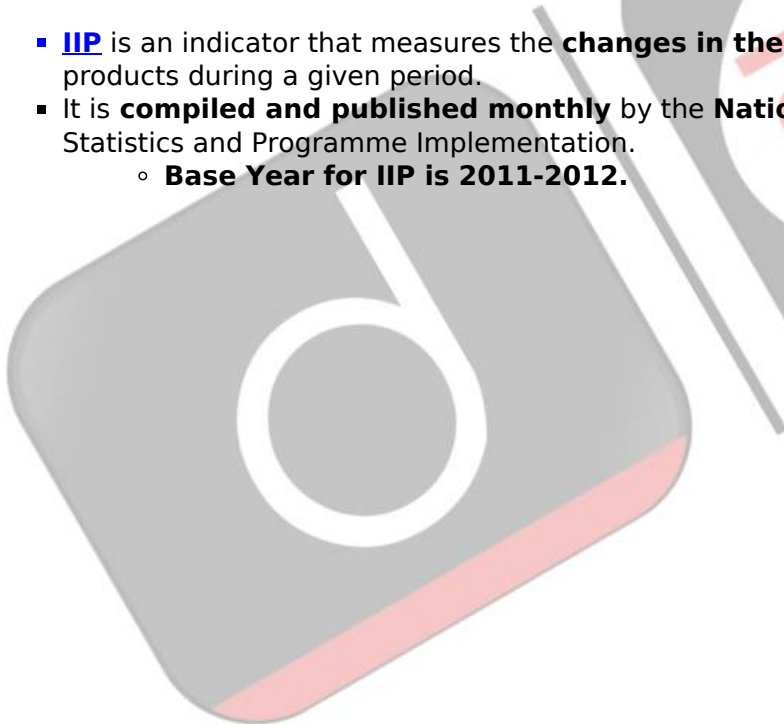 IIP is an indicator that measures the changes in the
products during a given period.
It is compiled and published monthly by the
Statistics and Programme Implementation.
Base Year for IIP is 2011-2012.